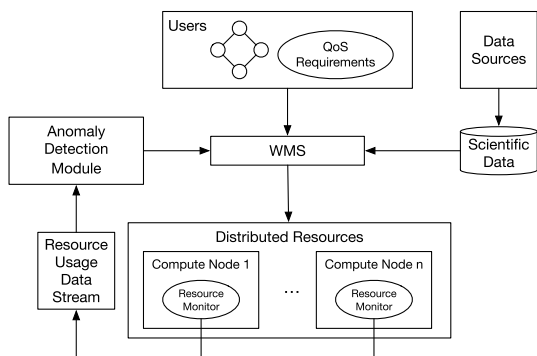 Users
QoS
Requirements
Data
Sources
Anomaly
Detection
Module
WMS
Scientific
Data
Distributed Resources
Resource
Usage
Data
Stream
Compute Node 1
Resource
Monitor
...
Compute Node n
Resource
Monitor